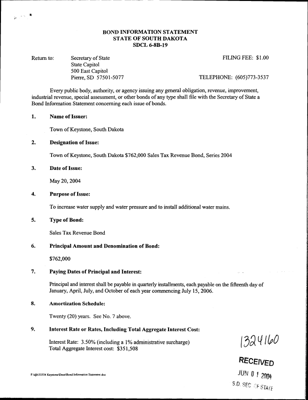 BOND INFORMATION STATEMENT
STATE OF SOUTH DAKOTA
SDCL 6-8B-19
Return to: Secretary of State FILING FEE: $1.00
State Capitol
500 East Capitol
Pierre, SD 57501-5077 TELEPHONE: (605)773-3537
Every public body, authority, or agency issuing any general obligation, revenue, improvement,
industrial revenue, special assessment, or other bonds of any type shall file with the Secretary of State a
Bond Information Statement concerning each issue of bonds.
1. Name of Issuer:
Town of Keystone, South Dakota
2. Designation of Issue:
Town of Keystone, South Dakota $762,000 Sales Tax Revenue Bond, Series 2004
3. Date of Issue:
May 20, 2004
4. Purpose of Issue:
To increase water supply and water pressure and to install additional water mains.
5. Type of Bond:
Sales Tax Revenue Bond
6. Principal Amount and Denomination of Bond:
$762,000
7. Paying Dates of Principal and Interest:
Principal and interest shall be payable in quarterly installments, each payable on the fifteenth day of
January, April, July, and October of each year commencing July 15, 2006.
8. Amortization Schedule:
Twenty (20) years. See No. 7 above.
9. Interest Rate or Rates, Including Total Aggregate Interest Cost:
Interest Rate: 3.50% (including a 1% administrative surcharge)
Total Aggregate Interest cost: $351,508
1324160
RECEIVED
JUN 01 2004
S.D. SEC. OF STATE